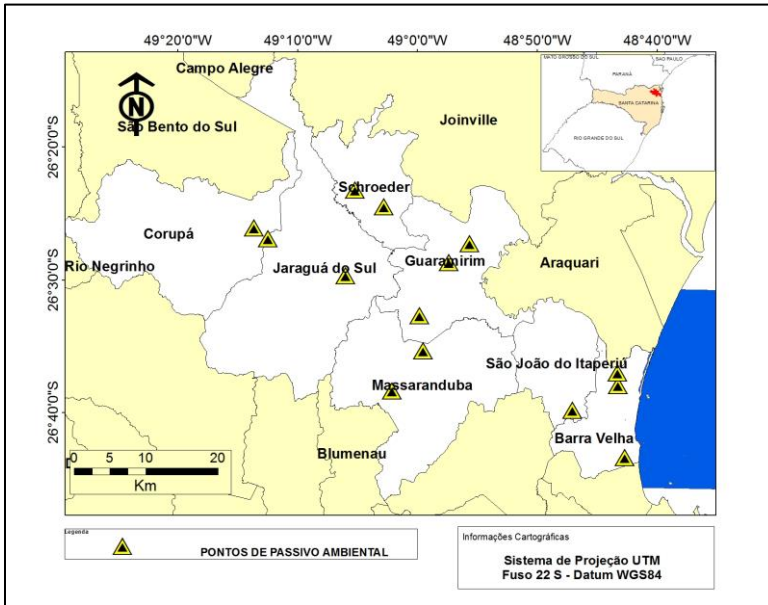 49°20'0"W 49°10'0"W 49°0'0"W 48°50'0"W 48°40'0"W
Campo Alegre
MATO GROSSO DO SUL
SÃO PAULO
PARANÁ
SANTA CATARINA
RIO GRANDE DO SUL
N
São Bento do Sul
Joinville
26°20'0"S
Schroeder
Corupá
Guaramirim
Araquari
Rio Negrinho
Jaraguá do Sul
26°30'0"S
São João do Itaperiú
Massaranduba
26°40'0"S
Barra Velha
Blumenau
0 5 10 20
Km
Legenda
PONTOS DE PASSIVO AMBIENTAL
Informações Cartográficas
Sistema de Projeção UTM
Fuso 22 S - Datum WGS84